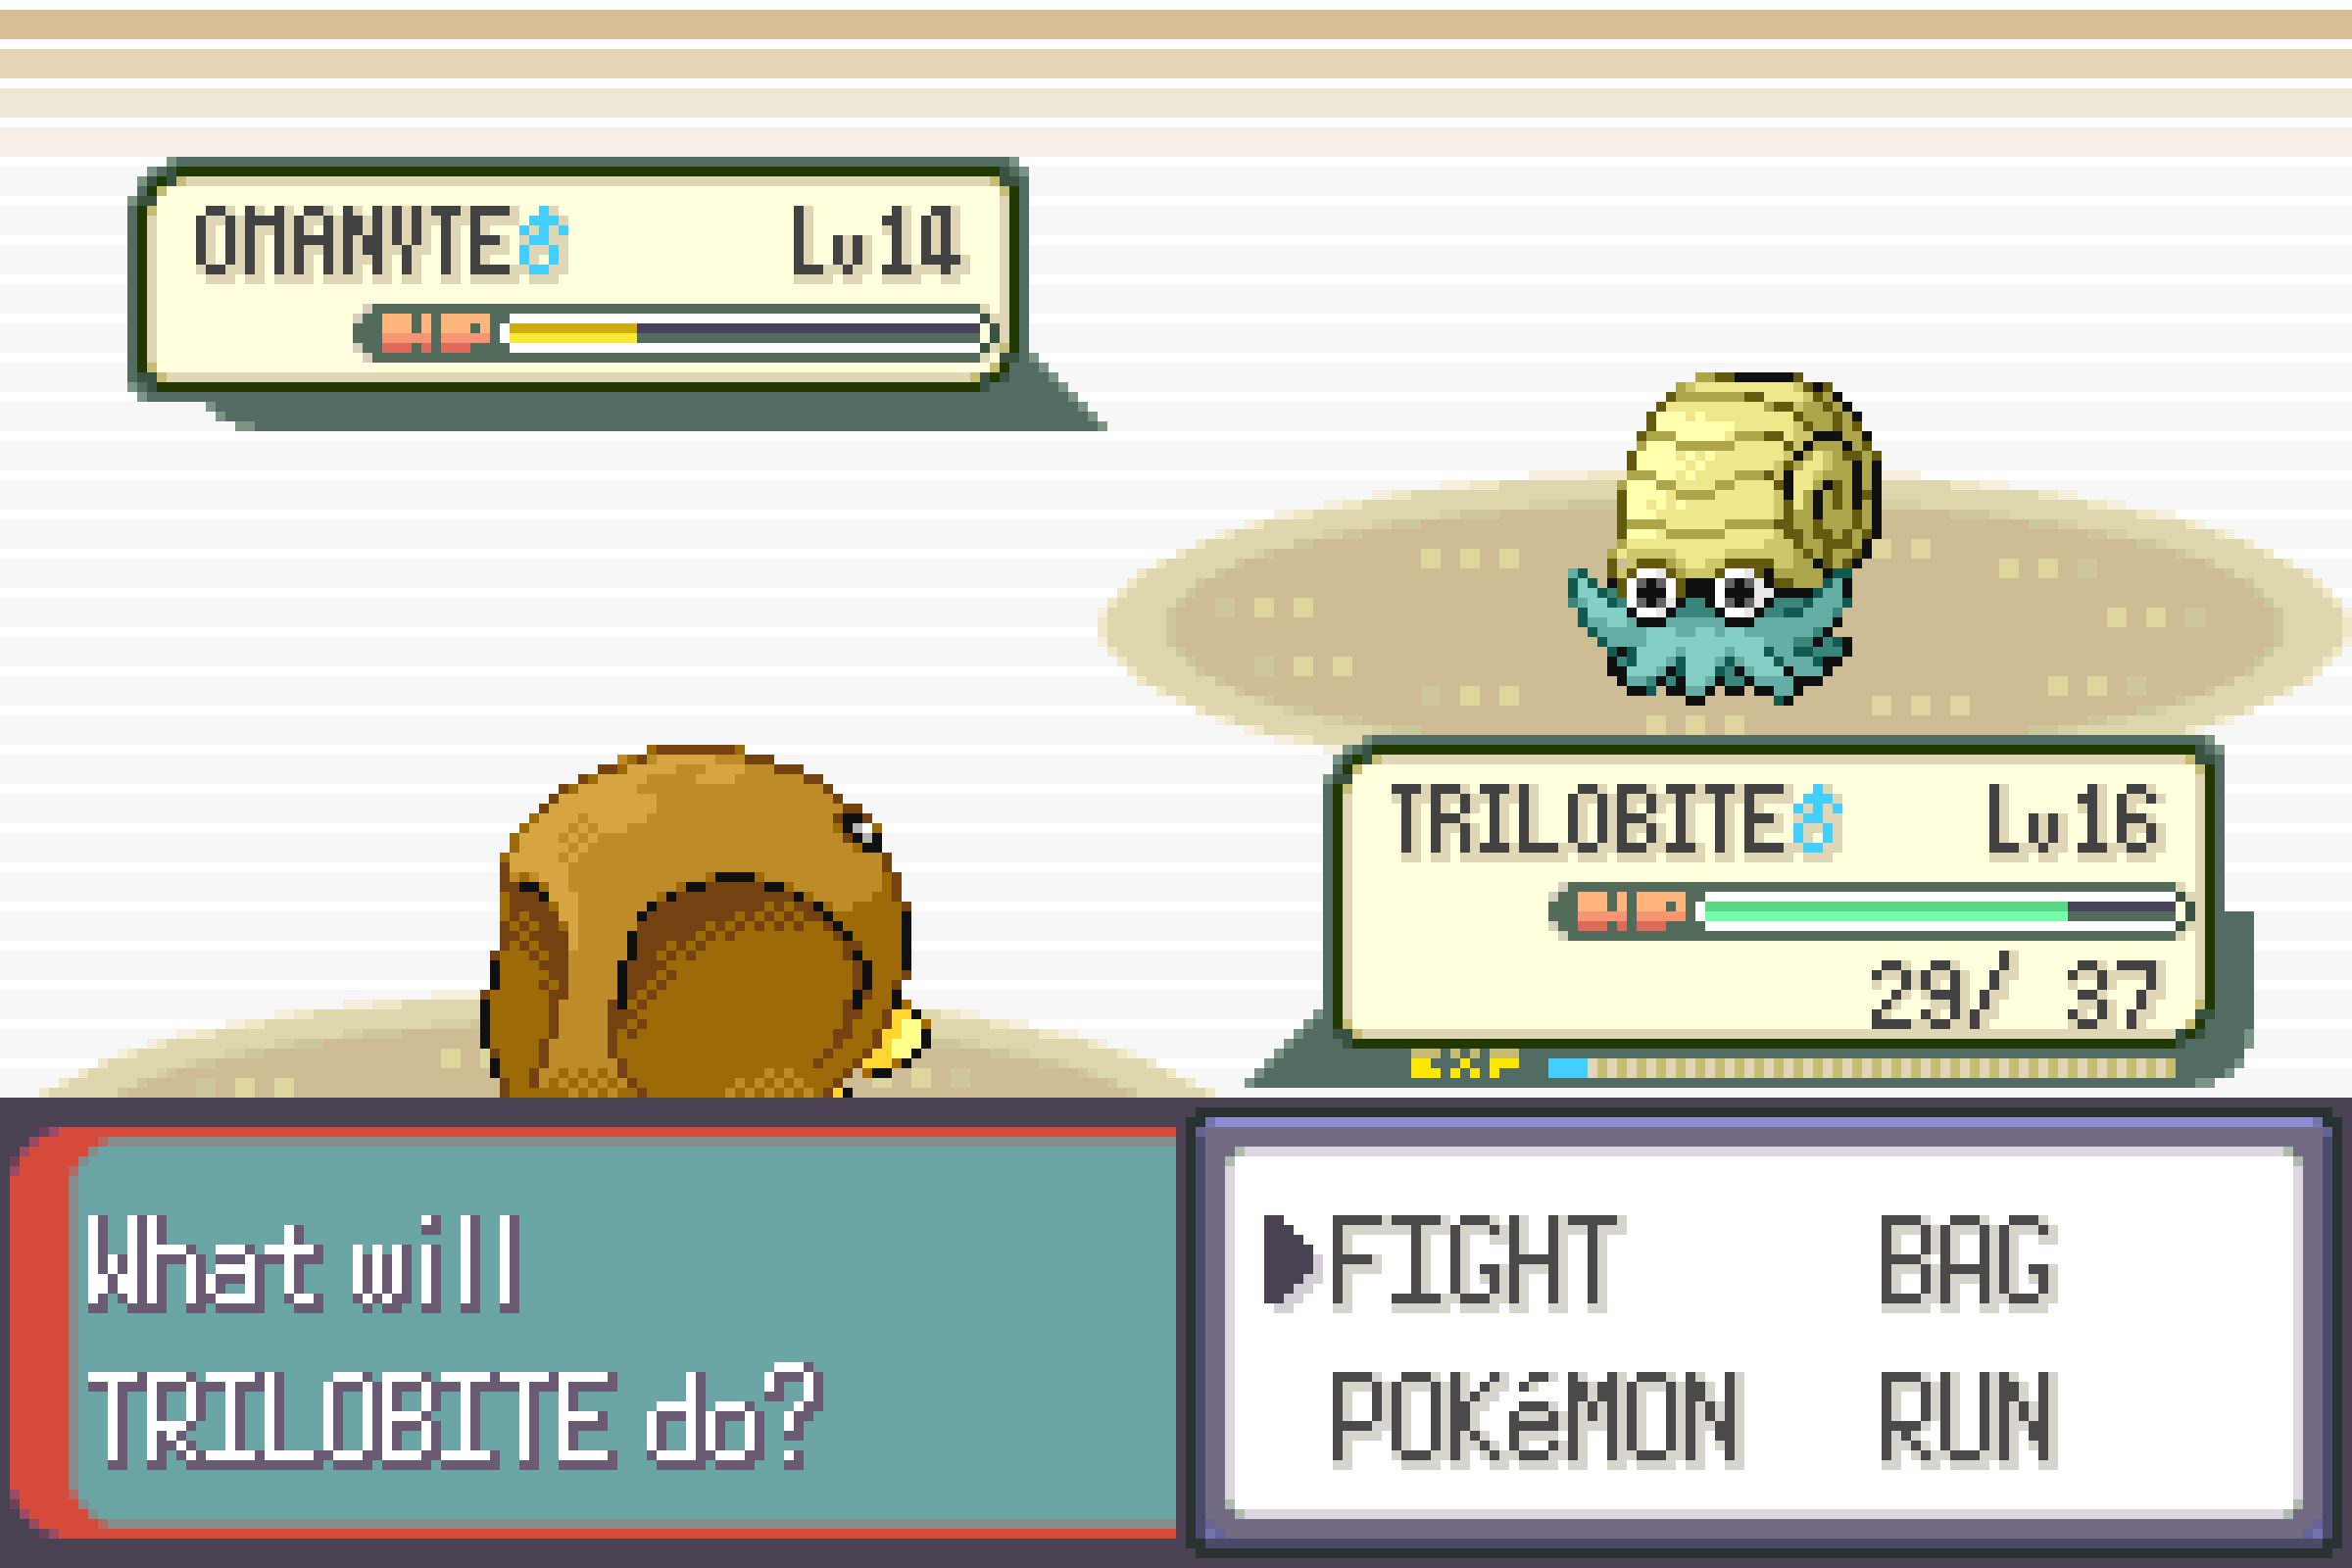 OMANYTE♂ Lv14
HP
TRILOBITE♂ Lv16
HP
29/ 37
EXP
What will
TRILOBITE do?
▶FIGHT BAG
POKéMON RUN